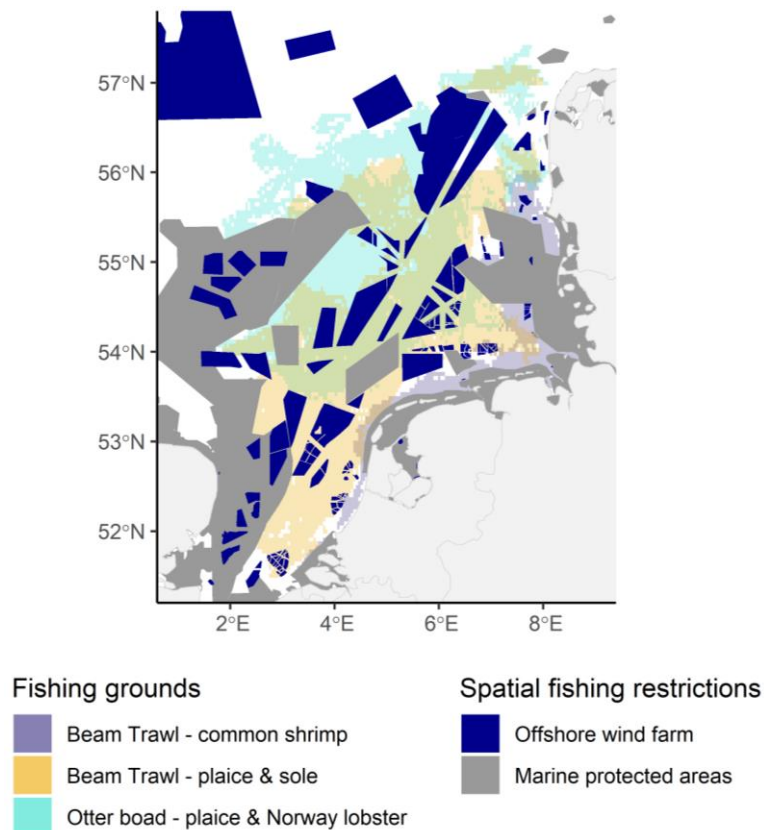 57°N
56°N
55°N
54°N
53°N
52°N
2°E 4°E 6°E 8°E
Fishing grounds
Beam Trawl - common shrimp
Beam Trawl - plaice & sole
Otter boad - plaice & Norway lobster
Spatial fishing restrictions
Offshore wind farm
Marine protected areas